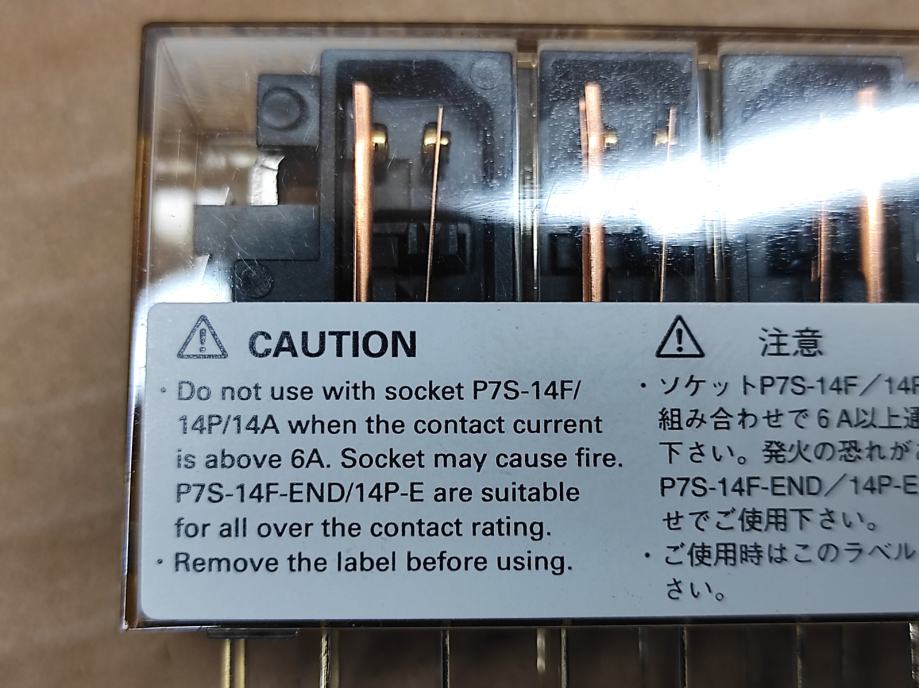 CAUTION
· Do not use with socket P7S-14F/
14P/14A when the contact current
is above 6A. Socket may cause fire.
P7S-14F-END/14P-E are suitable
for all over the contact rating.
· Remove the label before using.
注意
· ソケットP7S-14F／14P
組み合わせで6A以上通
下さい。発火の恐れが
P7S-14F-END／14P-E
せでご使用下さい。
· ご使用時はこのラベル
さい。